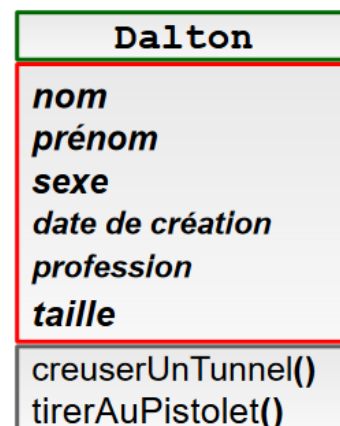 Dalton
nom
prénom
sexe
date de création
profession
taille
creuserUnTunnel()
tirerAuPistolet()